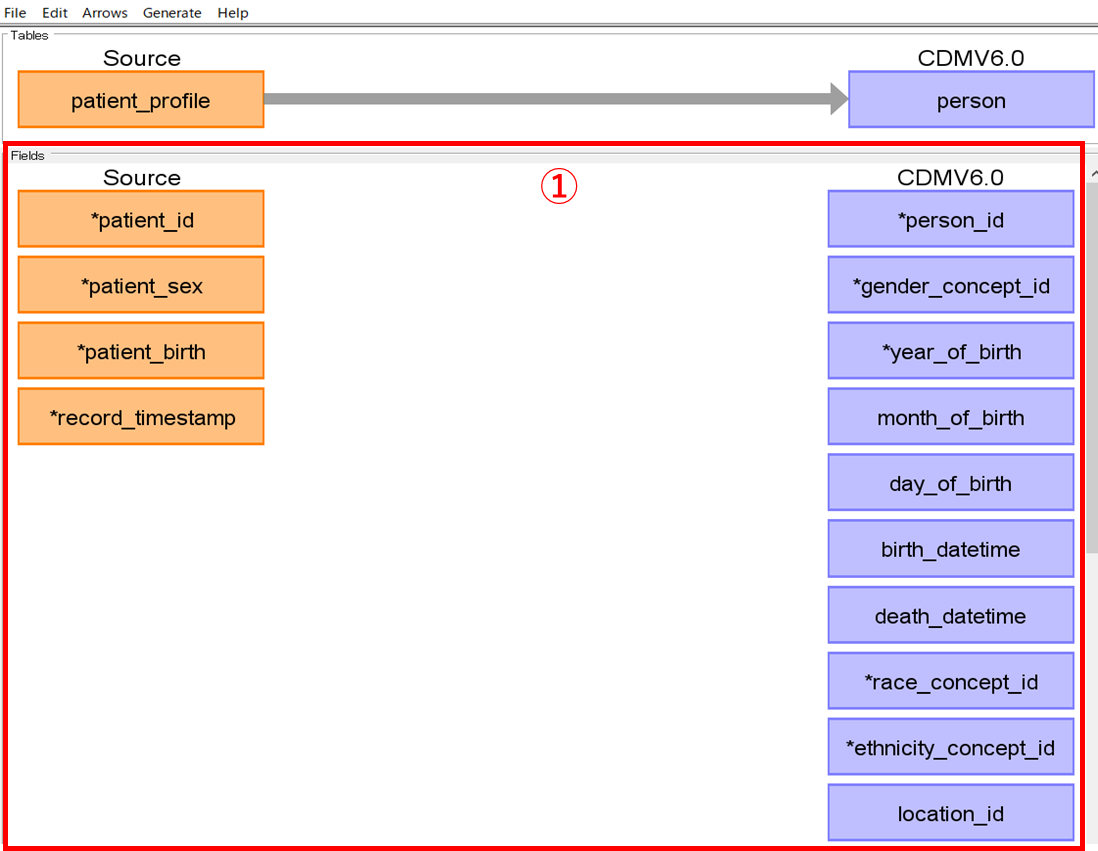 File Edit Arrows Generate Help
Tables
Source CDMV6.0
patient_profile person
Fields
①
Source CDMV6.0
*patient_id *person_id
*patient_sex *gender_concept_id
*patient_birth *year_of_birth
*record_timestamp month_of_birth
day_of_birth
birth_datetime
death_datetime
*race_concept_id
*ethnicity_concept_id
location_id